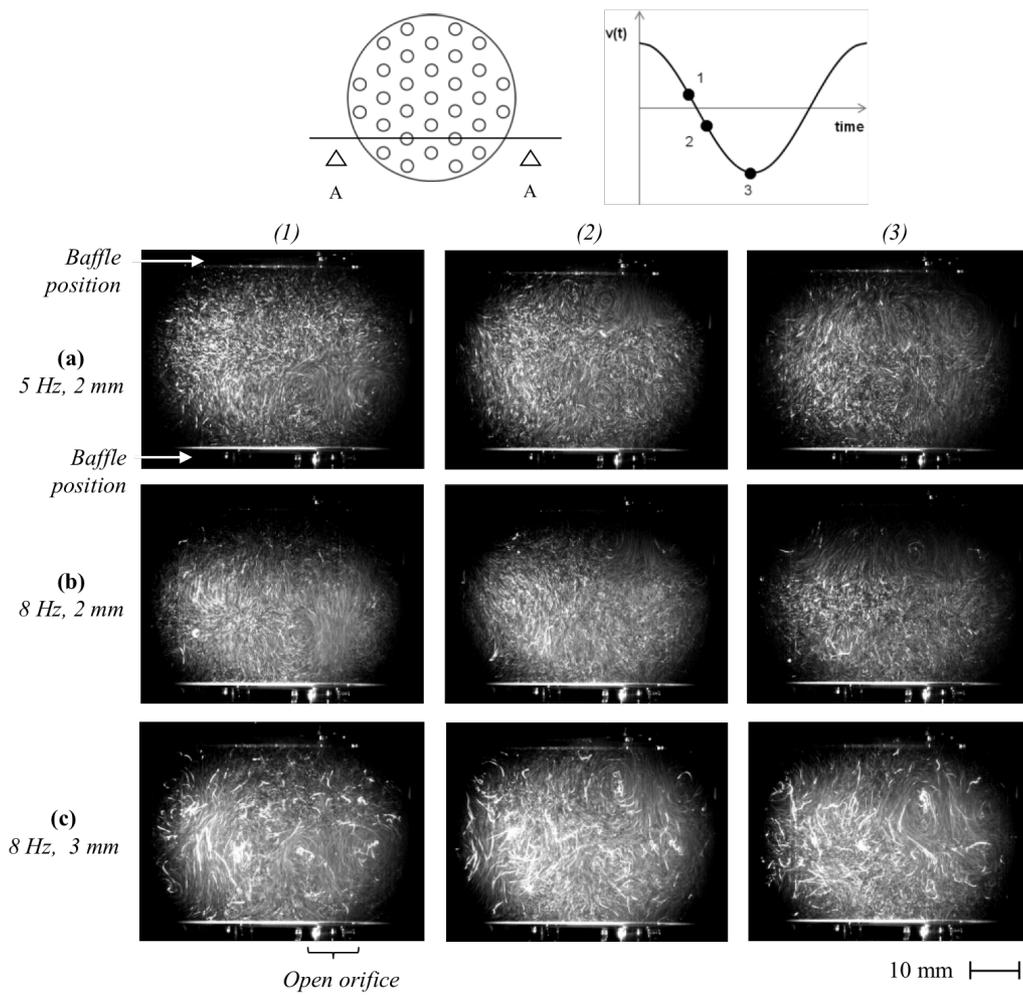 v(t)
1
2
3
time
A
A
(1)
(2)
(3)
Baffle
position
(a)
5 Hz, 2 mm
Baffle
position
(b)
8 Hz, 2 mm
(c)
8 Hz, 3 mm
Open orifice
10 mm